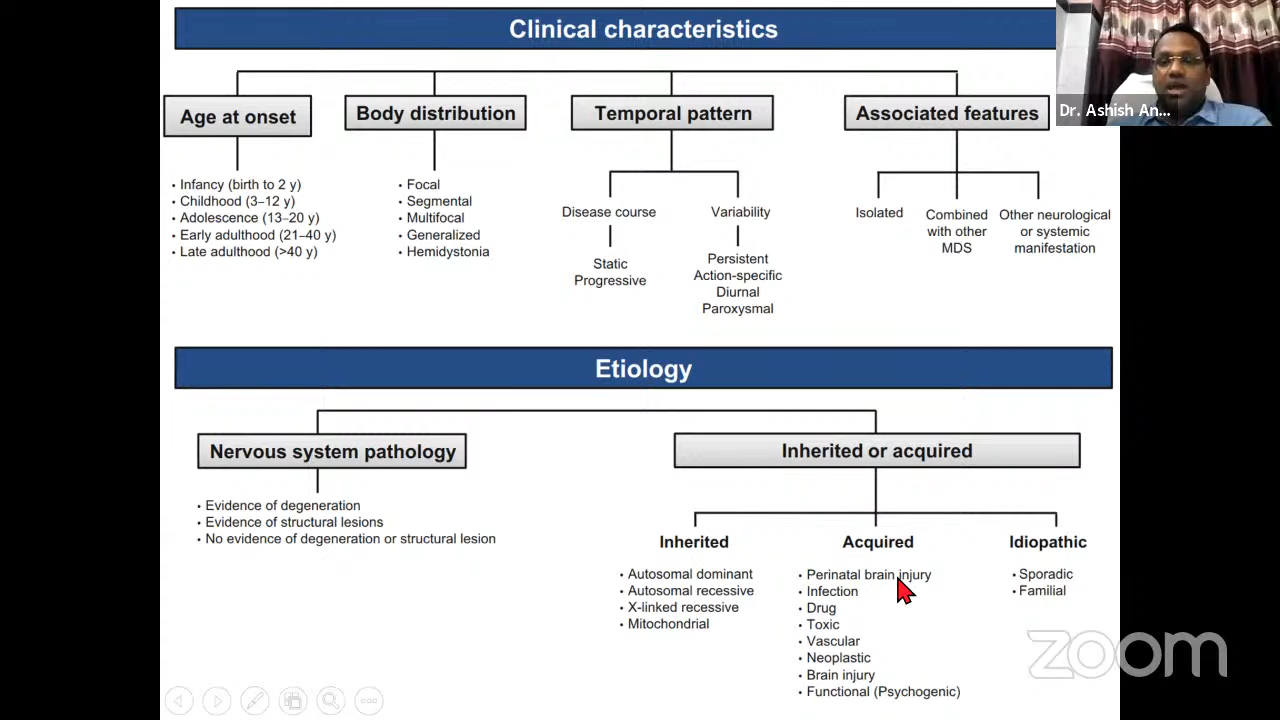 Clinical characteristics
Dr. Ashish An...
Age at onset
Body distribution
Temporal pattern
Associated features
• Infancy (birth to 2 y)
• Childhood (3–12 y)
• Adolescence (13–20 y)
• Early adulthood (21–40 y)
• Late adulthood (>40 y)
• Focal
• Segmental
• Multifocal
• Generalized
• Hemidystonia
Disease course
Static
Progressive
Variability
Persistent
Action-specific
Diurnal
Paroxysmal
Isolated
Combined
with other
MDS
Other neurological
or systemic
manifestation
Etiology
Nervous system pathology
Inherited or acquired
• Evidence of degeneration
• Evidence of structural lesions
• No evidence of degeneration or structural lesion
Inherited
• Autosomal dominant
• Autosomal recessive
• X-linked recessive
• Mitochondrial
Acquired
• Perinatal brain injury
• Infection
• Drug
• Toxic
• Vascular
• Neoplastic
• Brain injury
• Functional (Psychogenic)
Idiopathic
• Sporadic
• Familial
zoom